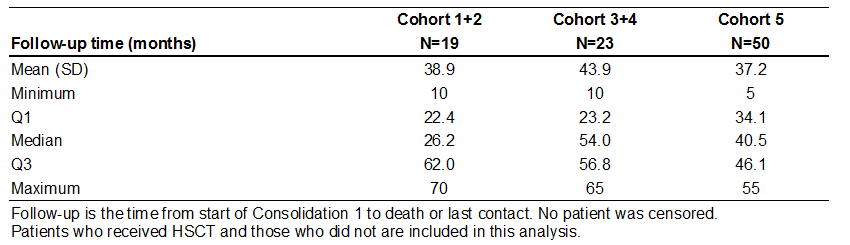 Cohort 1+2 Cohort 3+4 Cohort 5
Follow-up time (months) N=19 N=23 N=50
Mean (SD) 38.9 43.9 37.2
Minimum 10 10 5
Q1 22.4 23.2 34.1
Median 26.2 54.0 40.5
Q3 62.0 56.8 46.1
Maximum 70 65 55
Follow-up is the time from start of Consolidation 1 to death or last contact. No patient was censored.
Patients who received HSCT and those who did not are included in this analysis.